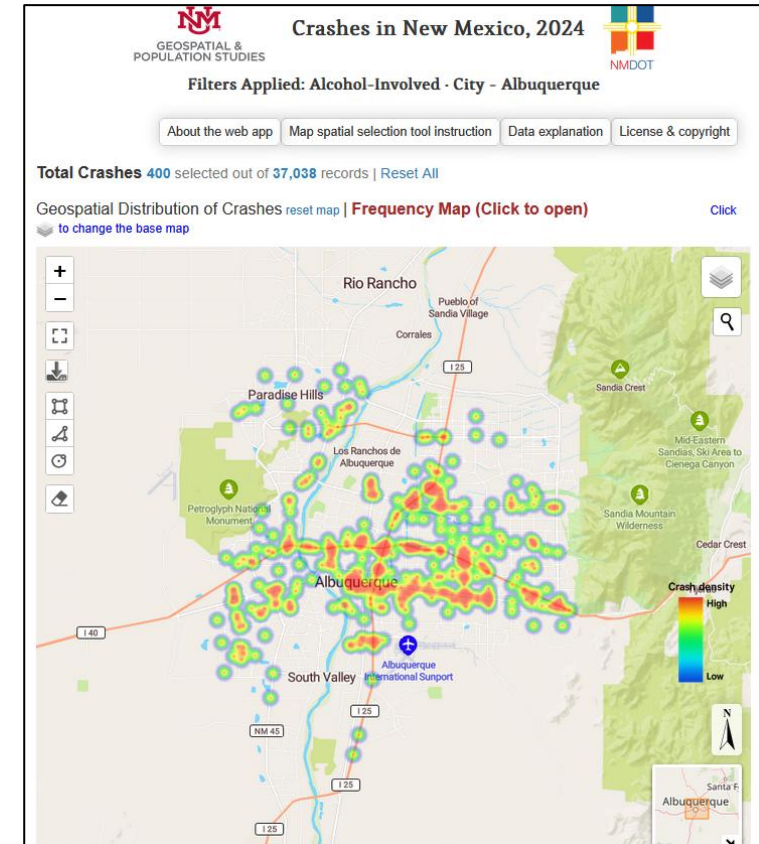 NM
GEOSPATIAL &
POPULATION STUDIES
Crashes in New Mexico, 2024
NMDOT
Filters Applied: Alcohol-Involved · City - Albuquerque
About the web app
Map spatial selection tool instruction
Data explanation
License & copyright
Total Crashes 400 selected out of 37,038 records | Reset All
Geospatial Distribution of Crashes reset map | Frequency Map (Click to open) Click
to change the base map
+
−
Rio Rancho
Pueblo of
Sandia Village
Corrales
I 25
Sandia Crest
Paradise Hills
Mid-Eastern
Sandias, Ski Area to
Cienega Canyon
Los Ranchos de
Albuquerque
Petroglyph National
Monument
Sandia Mountain
Wilderness
Cedar Crest
Albuquerque
Crash density
High
Low
I 40
Albuquerque
International Sunport
South Valley
I 25
NM 45
N
I 25
Santa F
Albuquerque
I 25